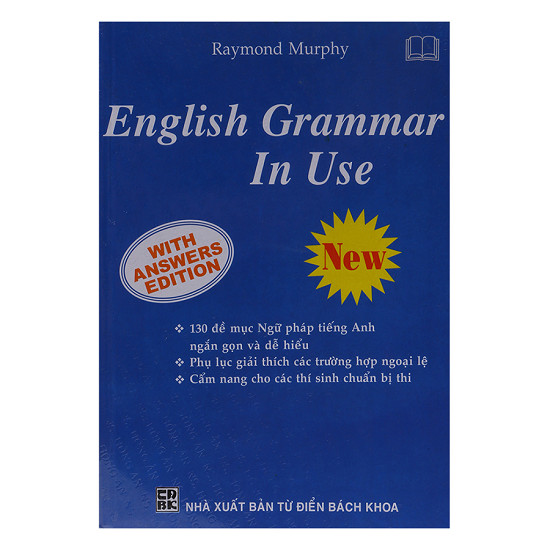 Raymond Murphy
English Grammar
In Use
WITH
ANSWERS
EDITION
New
❖ 130 đề mục Ngữ pháp tiếng Anh
ngắn gọn và dễ hiểu
❖ Phụ lục giải thích các trường hợp ngoại lệ
❖ Cẩm nang cho các thí sinh chuẩn bị thi
NHÀ XUẤT BẢN TỪ ĐIỂN BÁCH KHOA